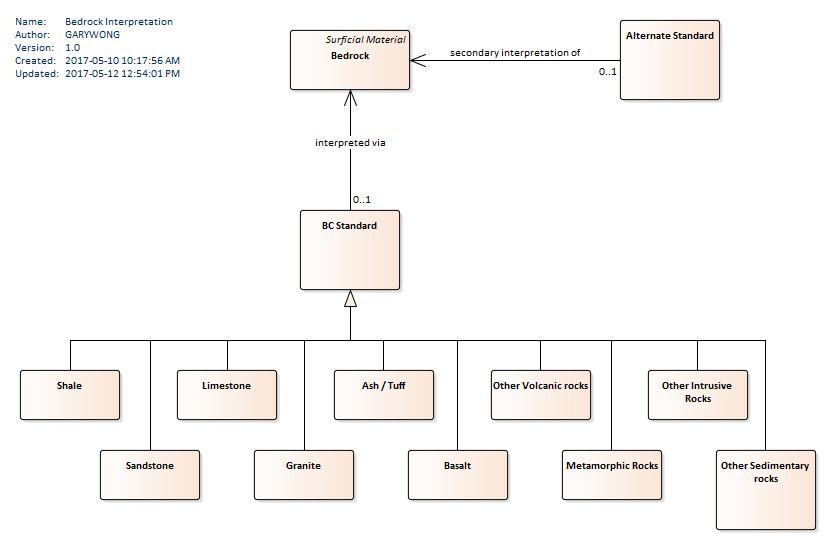 Name: Bedrock Interpretation
Author: GARYWONG
Version: 1.0
Created: 2017-05-10 10:17:56 AM
Updated: 2017-05-12 12:54:01 PM
Surficial Material
Bedrock
Alternate Standard
secondary interpretation of
0..1
interpreted via
0..1
BC Standard
Shale
Limestone
Ash / Tuff
Other Volcanic rocks
Other Intrusive
Rocks
Sandstone
Granite
Basalt
Metamorphic Rocks
Other Sedimentary
rocks